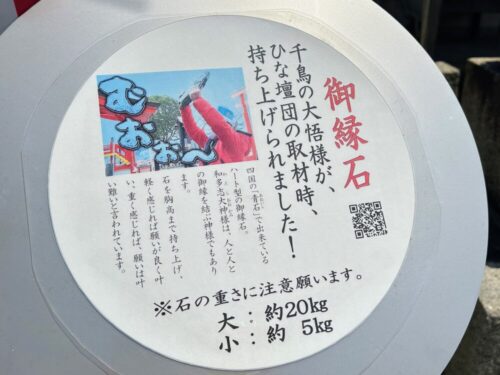 御縁石
千鳥の大悟様が、
ひな壇団の取材時、
持ち上げられました!
むおぉぉ〜
四国の「青石」で出来ている
ハート型の御縁石。
和多志大神様は、人と人と
の御縁を結ぶ神様でもあり
ます。
石を胸高まで持ち上げ、
軽く感じれば願いが良く叶
い、重く感じれば、願いは叶
い難いと言われています。
※石の重さに注意願います。
大:約20kg
小:約 5kg